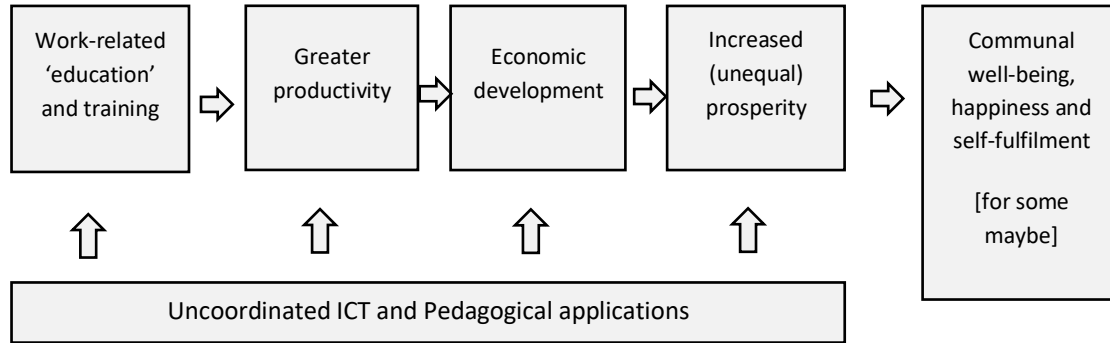 Work-related
‘education’
and training
Greater
productivity
Economic
development
Increased
(unequal)
prosperity
Communal
well-being,
happiness and
self-fulfilment
[for some
maybe]
Uncoordinated ICT and Pedagogical applications